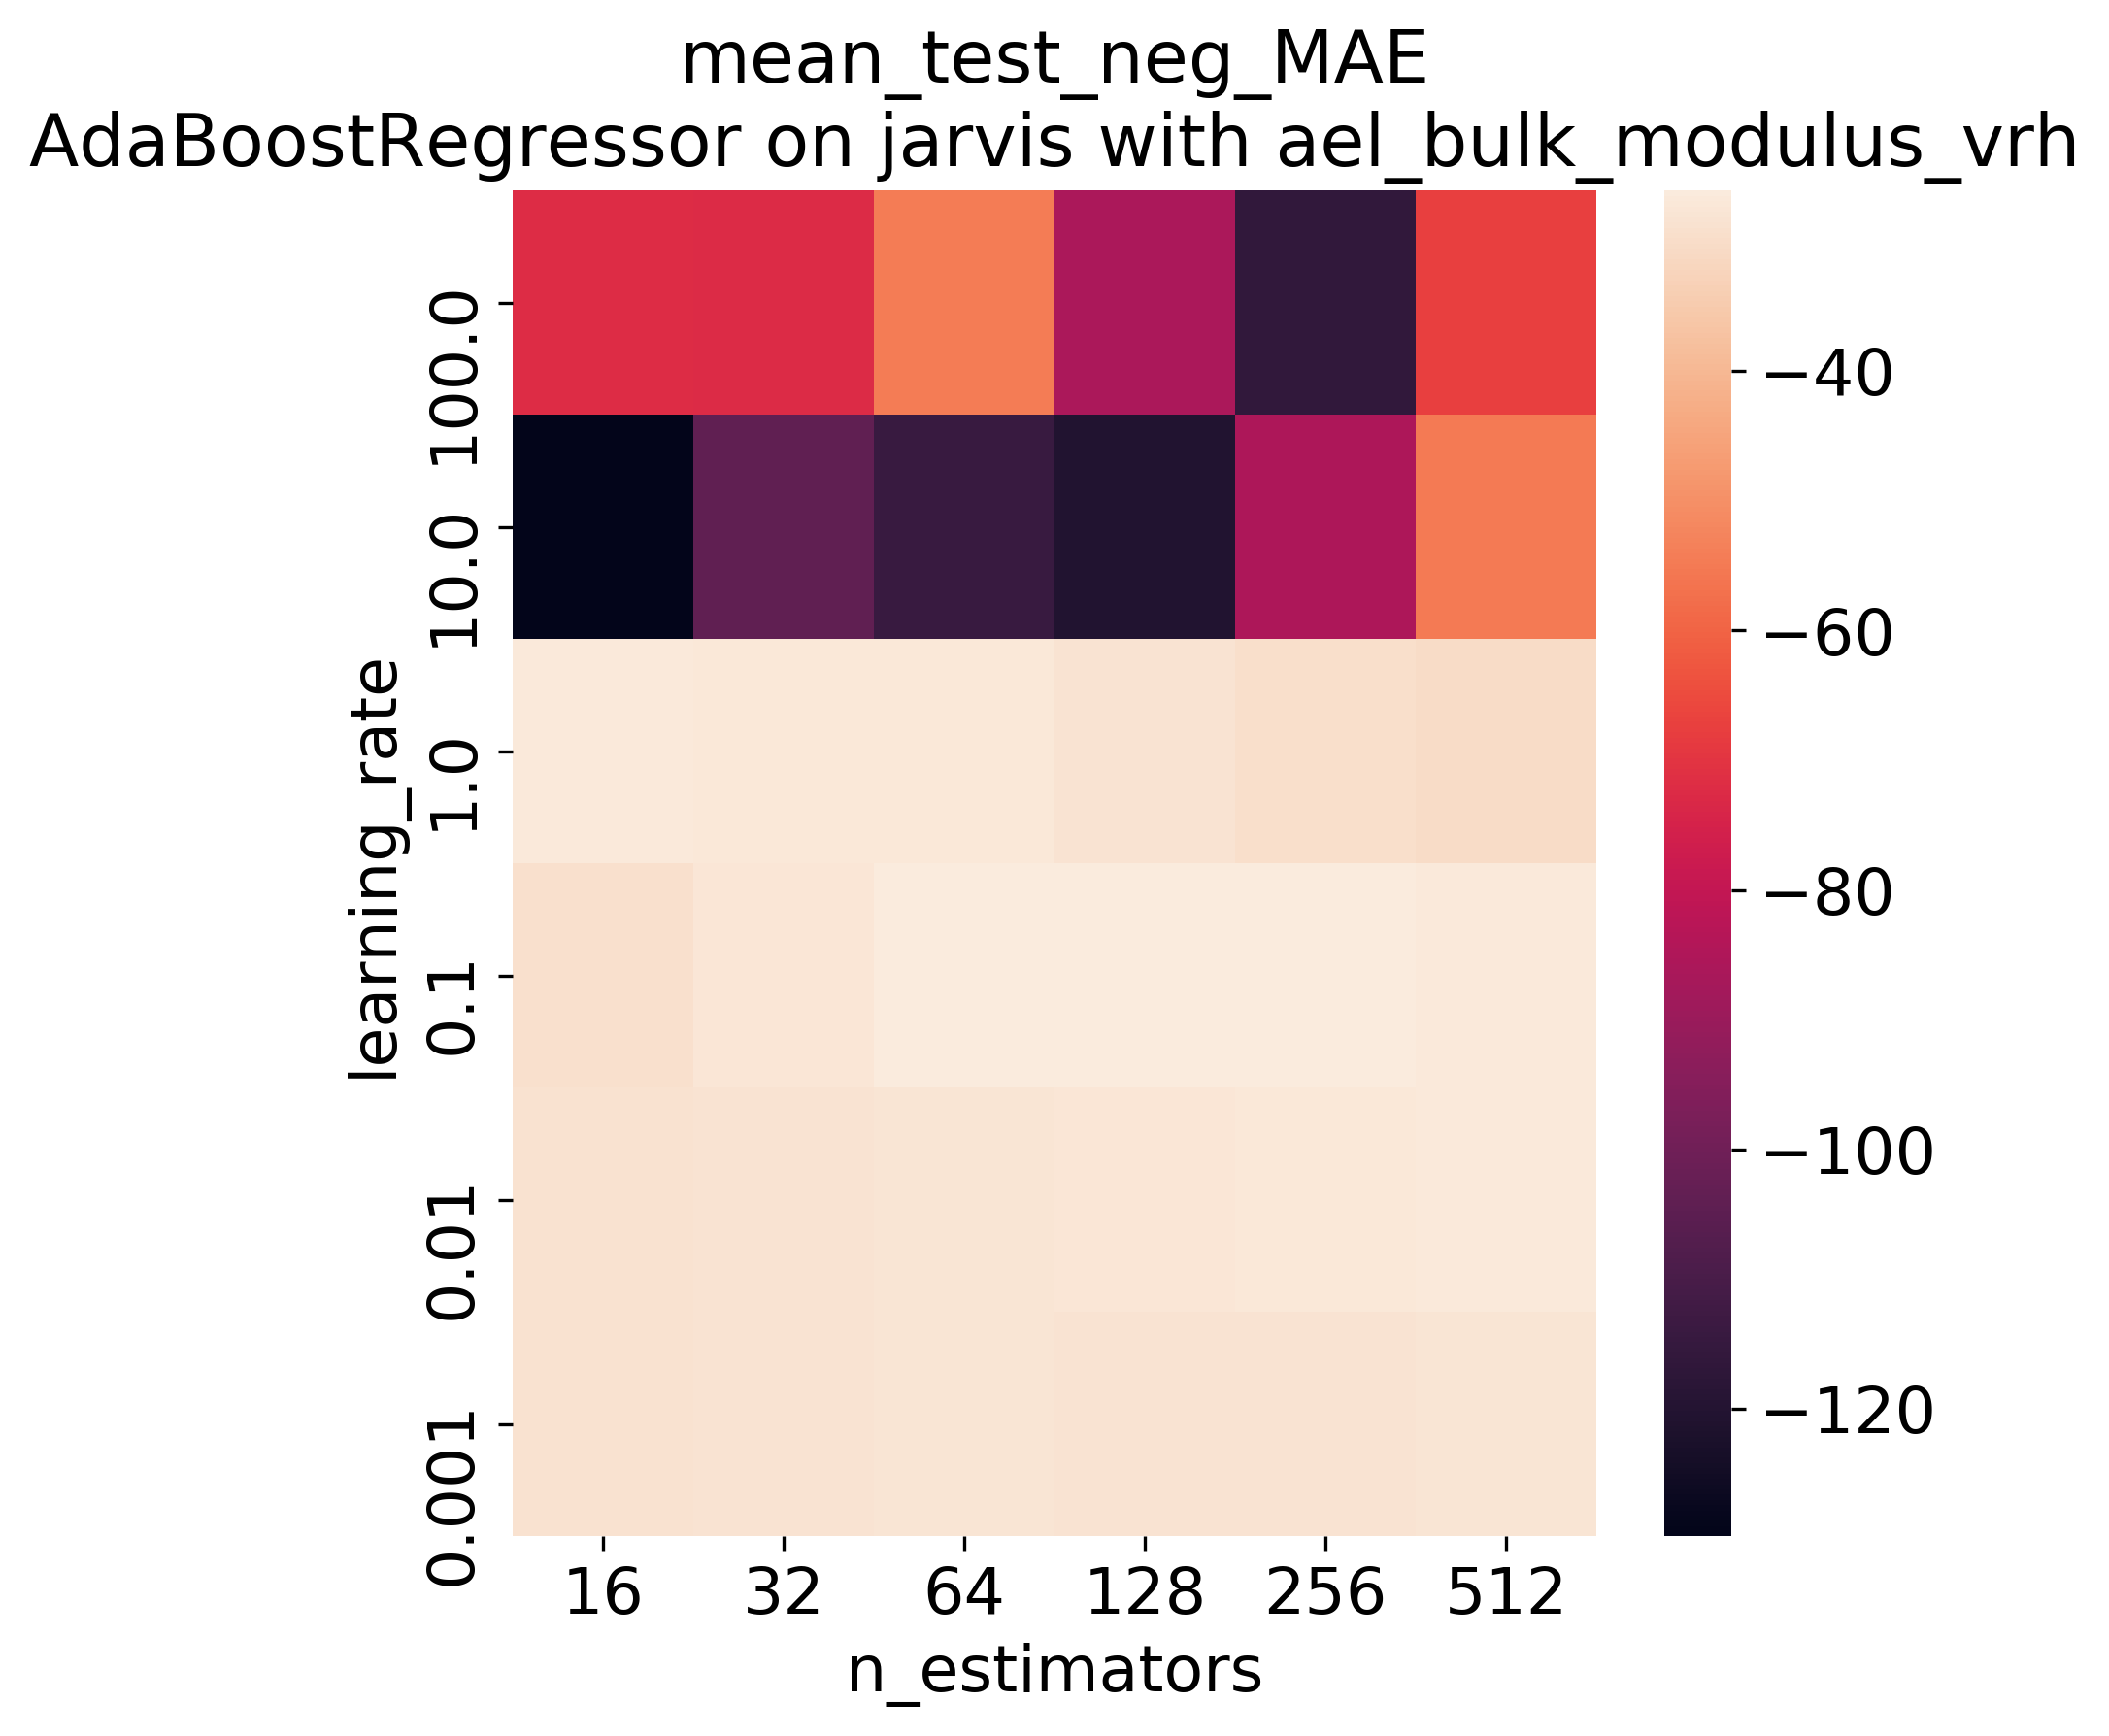 mean_test_neg_MAE
AdaBoostRegressor on jarvis with ael_bulk_modulus_vrh
learning_rate
100.0
10.0
1.0
0.1
0.01
0.001
16 32 64 128 256 512
n_estimators
−40
−60
−80
−100
−120